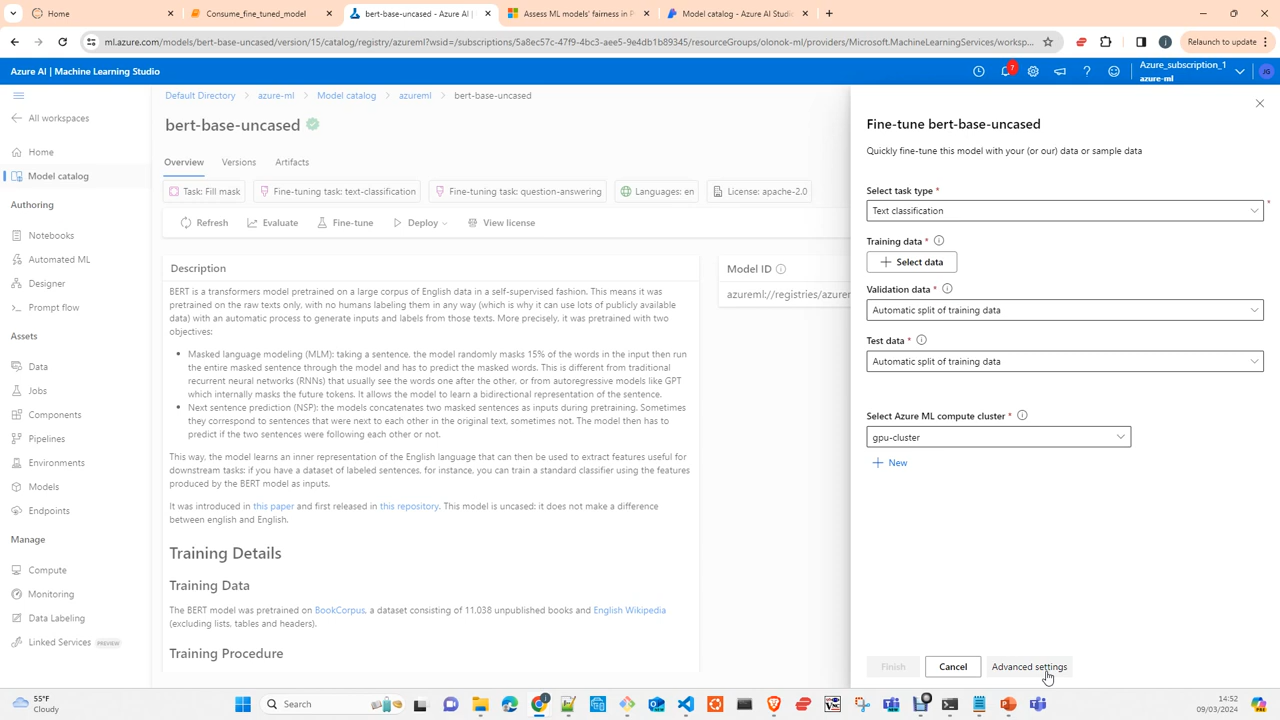 Home
Consume_fine_tuned_model
bert-base-uncased - Azure AI |
Assess ML models' fairness in P
Model catalog - Azure AI Studio
ml.azure.com/models/bert-base-uncased/version/15/catalog/registry/azureml?wsid=/subscriptions/5a8ec57c-47f9-4bc3-aee5-9e4db1b89345/resourceGroups/olonok-ml/providers/Microsoft.MachineLearningServices/worksp...
Relaunch to update
Azure AI | Machine Learning Studio
7
Azure_subscription_1
azure-ml
JG
All workspaces
Home
Model catalog
Authoring
Notebooks
Automated ML
Designer
Prompt flow
Assets
Data
Jobs
Components
Pipelines
Environments
Models
Endpoints
Manage
Compute
Monitoring
Data Labeling
Linked Services PREVIEW
Default Directory > azure-ml > Model catalog > azureml > bert-base-uncased
bert-base-uncased
Overview Versions Artifacts
Task: Fill mask Fine-tuning task: text-classification Fine-tuning task: question-answering Languages: en License: apache-2.0
Refresh Evaluate Fine-tune Deploy View license
Description
BERT is a transformers model pretrained on a large corpus of English data in a self-supervised fashion. This means it was
pretrained on the raw texts only, with no humans labeling them in any way (which is why it can use lots of publicly available
data) with an automatic process to generate inputs and labels from those texts. More precisely, it was pretrained with two
objectives:
• Masked language modeling (MLM): taking a sentence, the model randomly masks 15% of the words in the input then run
the entire masked sentence through the model and has to predict the masked words. This is different from traditional
recurrent neural networks (RNNs) that usually see the words one after the other, or from autoregressive models like GPT
which internally masks the future tokens. It allows the model to learn a bidirectional representation of the sentence.
• Next sentence prediction (NSP): the models concatenates two masked sentences as inputs during pretraining. Sometimes
they correspond to sentences that were next to each other in the original text, sometimes not. The model then has to
predict if the two sentences were following each other or not.
This way, the model learns an inner representation of the English language that can then be used to extract features useful for
downstream tasks: if you have a dataset of labeled sentences, for instance, you can train a standard classifier using the features
produced by the BERT model as inputs.
It was introduced in this paper and first released in this repository. This model is uncased: it does not make a difference
between english and English.
Training Details
Training Data
The BERT model was pretrained on BookCorpus, a dataset consisting of 11,038 unpublished books and English Wikipedia
(excluding lists, tables and headers).
Training Procedure
Model ID
azureml://registries/azurem
Fine-tune bert-base-uncased
Quickly fine-tune this model with your (or our) data or sample data
Select task type *
Text classification
Training data *
Select data
Validation data *
Automatic split of training data
Test data *
Automatic split of training data
Select Azure ML compute cluster *
gpu-cluster
New
Finish Cancel Advanced settings
55°F
Cloudy
Search
14:52
09/03/2024